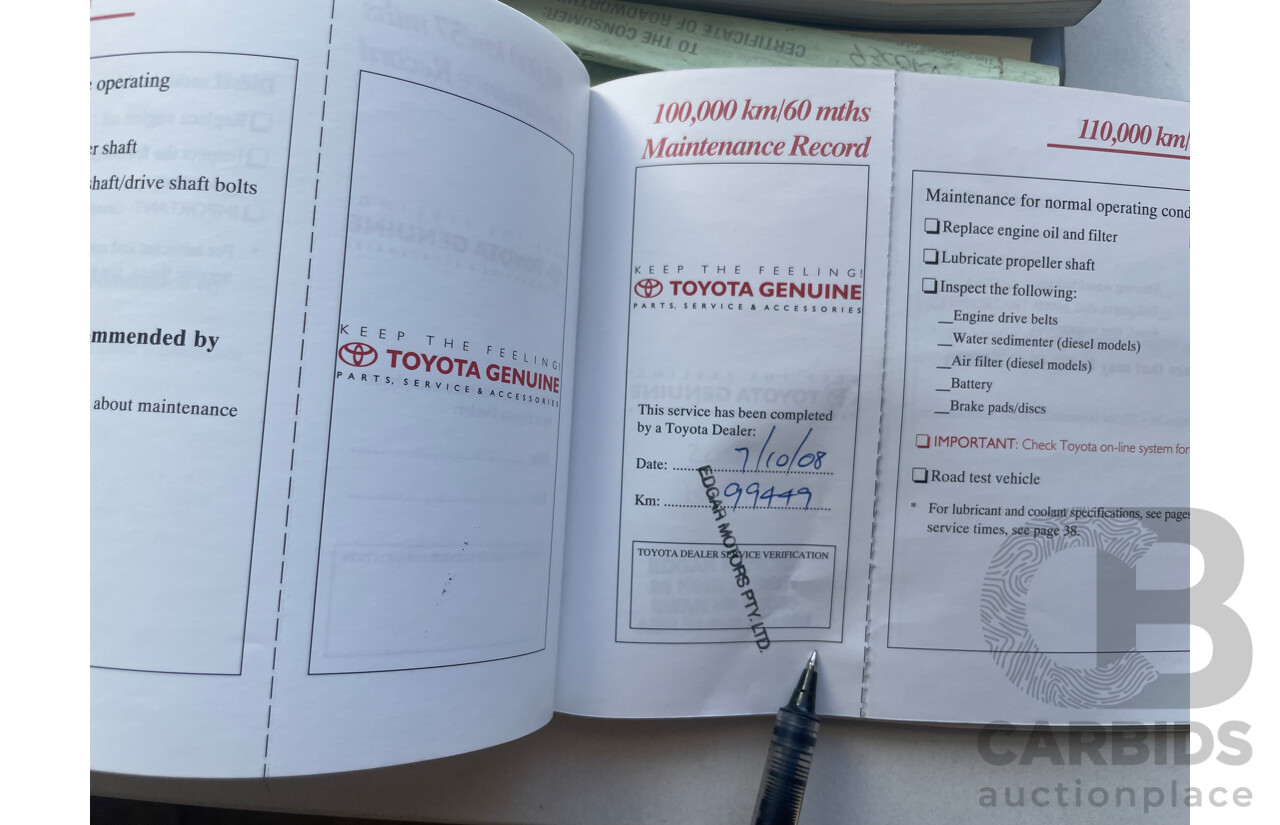 TO THE CONSUMER:
CERTIFICATE OF ROADWORTH
operating
r shaft
haft/drive shaft bolts
mmended by
about maintenance
KEEP THE FEELING!
TOYOTA GENUINE
PARTS, SERVICE & ACCESSORIES
100,000 km/60 mths
Maintenance Record
KEEP THE FEELING!
TOYOTA GENUINE
PARTS, SERVICE & ACCESSORIES
This service has been completed
by a Toyota Dealer:
Date: 7/10/08
Km: 99449
EDGAR MOTORS PTY. LTD.
TOYOTA DEALER SERVICE VERIFICATION
110,000 km/
Maintenance for normal operating cond
Replace engine oil and filter
Lubricate propeller shaft
Inspect the following:
Engine drive belts
Water sedimenter (diesel models)
Air filter (diesel models)
Battery
Brake pads/discs
IMPORTANT: Check Toyota on-line system for
Road test vehicle
* For lubricant and coolant specifications, see pages
service times, see page 38.
CB
CARBIDS
auctionplace